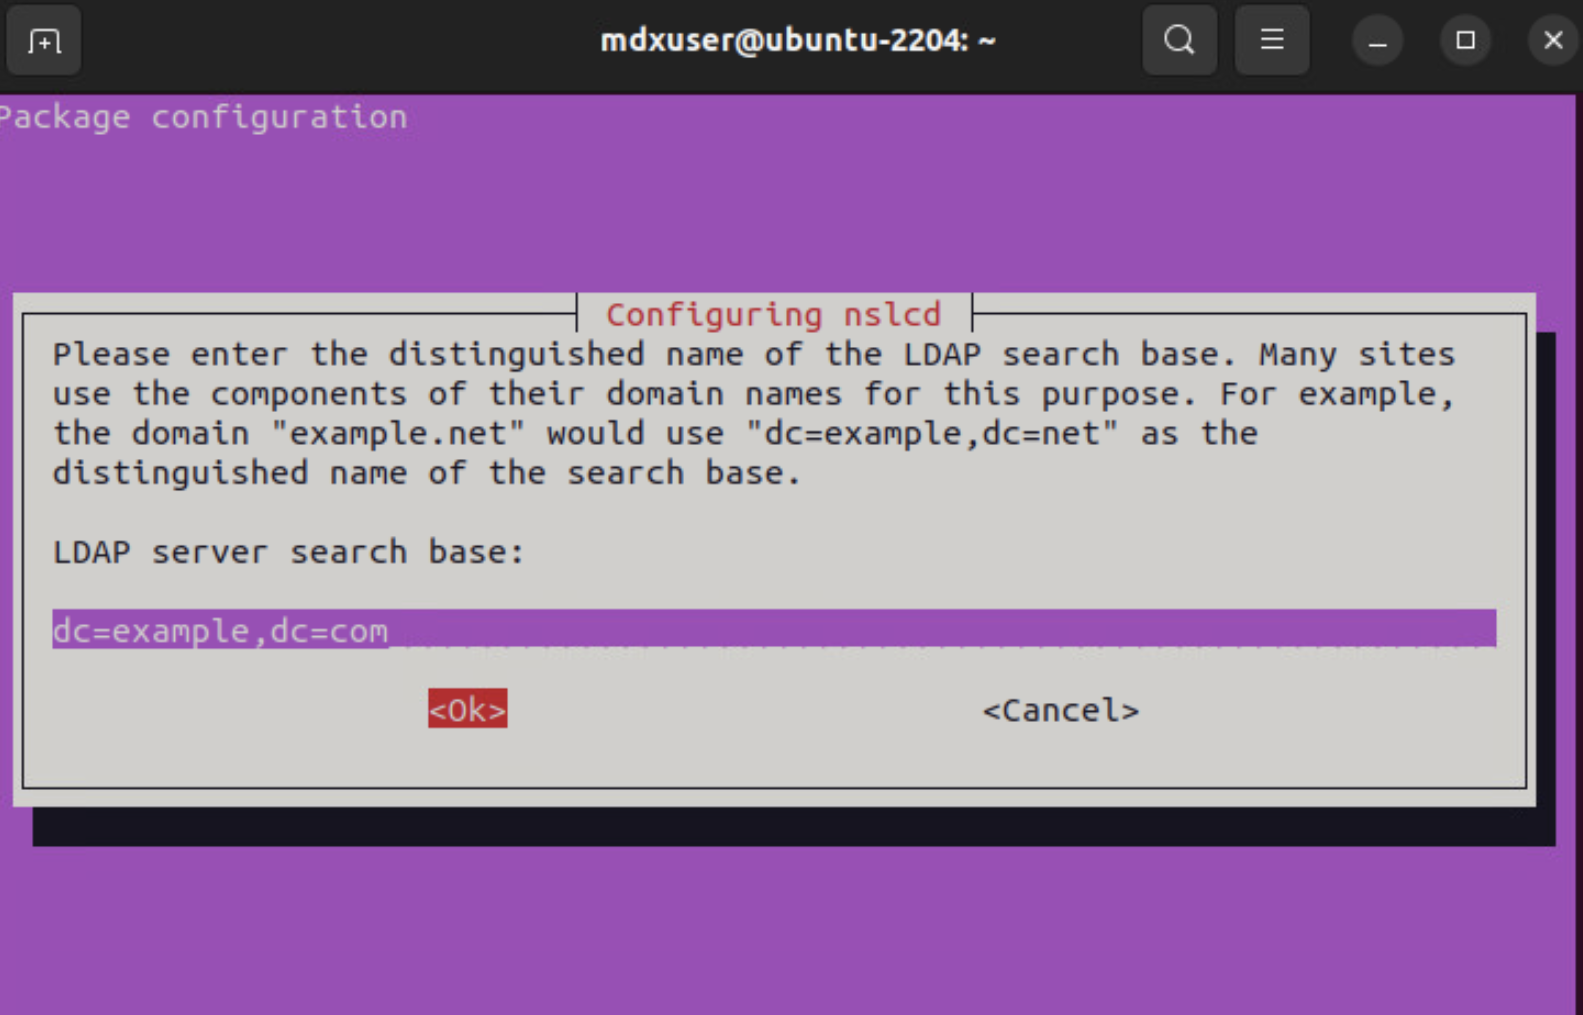 mdxuser@ubuntu-2204: ~
Package configuration
Configuring nslcd
Please enter the distinguished name of the LDAP search base. Many sites
use the components of their domain names for this purpose. For example,
the domain "example.net" would use "dc=example,dc=net" as the
distinguished name of the search base.
LDAP server search base:
dc=example,dc=com
<Ok> <Cancel>